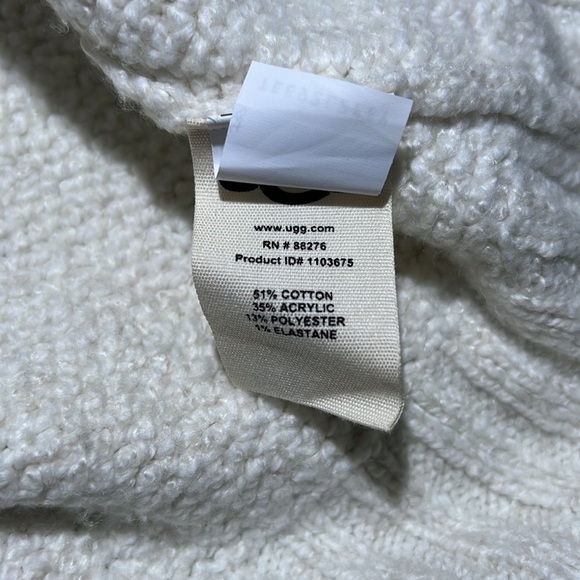 www.ugg.com
RN # 88276
Product ID# 1103675
51% COTTON
35% ACRYLIC
13% POLYESTER
1% ELASTANE